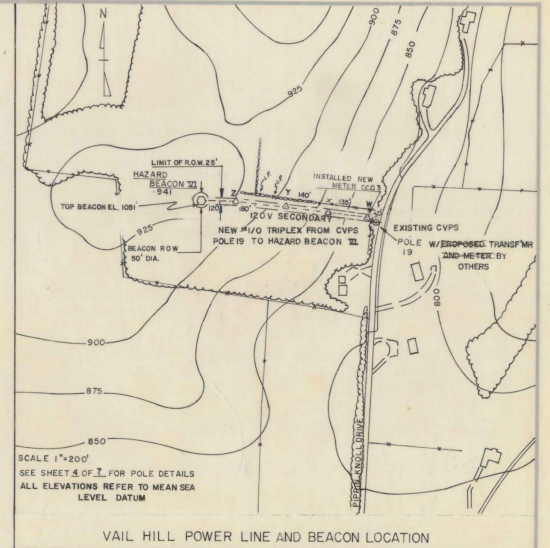 N
900
875
850
925
LIMIT OF R.O.W. 25'
HAZARD
BEACON VI
941
INSTALLED NEW
METER CCO3
TOP BEACON EL. 1051'
Z
Y
140'
X
135'
W
30'
120'
180'
120V SECONDARY
NEW #1/0 TRIPLEX FROM CVPS
POLE 19 TO HAZARD BEACON VI
EXISTING CVPS
POLE W/PROPOSED TRANSF'MR
19 AND METER BY
OTHERS
925
BEACON R.O.W.
50' DIA.
800
900
875
850
SCALE 1"=200'
SEE SHEET 4 OF 7 FOR POLE DETAILS
ALL ELEVATIONS REFER TO MEAN SEA
LEVEL DATUM
PIPPIN KNOLL DRIVE
VAIL HILL POWER LINE AND BEACON LOCATION